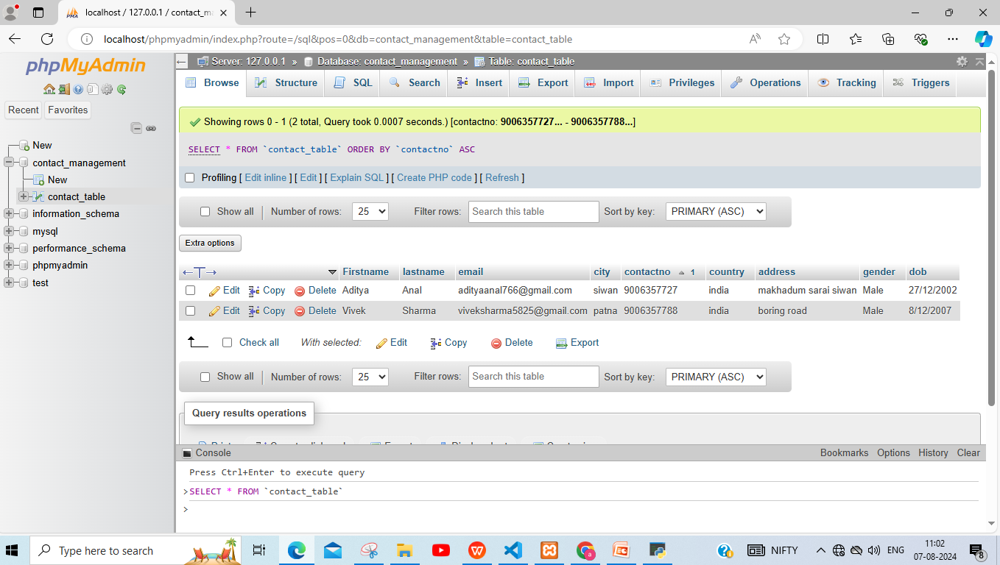 localhost / 127.0.0.1 / contact_ma
localhost/phpmyadmin/index.php?route=/sql&pos=0&db=contact_management&table=contact_table
phpMyAdmin
Recent Favorites
New
contact_management
New
contact_table
information_schema
mysql
performance_schema
phpmyadmin
test
Server: 127.0.0.1 » Database: contact_management » Table: contact_table
Browse Structure SQL Search Insert Export Import Privileges Operations Tracking Triggers
Showing rows 0 - 1 (2 total, Query took 0.0007 seconds.) [contactno: 9006357727... - 9006357788...]
SELECT * FROM `contact_table` ORDER BY `contactno` ASC
Profiling [ Edit inline ] [ Edit ] [ Explain SQL ] [ Create PHP code ] [ Refresh ]
Show all | Number of rows: 25 Filter rows: Search this table Sort by key: PRIMARY (ASC)
Extra options
←T→ Firstname lastname email city contactno 1 country address gender dob
Edit Copy Delete Aditya Anal adityaanal766@gmail.com siwan 9006357727 india makhadum sarai siwan Male 27/12/2002
Edit Copy Delete Vivek Sharma viveksharma5825@gmail.com patna 9006357788 india boring road Male 8/12/2007
Check all With selected: Edit Copy Delete Export
Show all | Number of rows: 25 Filter rows: Search this table Sort by key: PRIMARY (ASC)
Query results operations
Console Bookmarks Options History Clear
Press Ctrl+Enter to execute query
>SELECT * FROM `contact_table`
>
Type here to search
NIFTY
ENG
11:02
07-08-2024
8